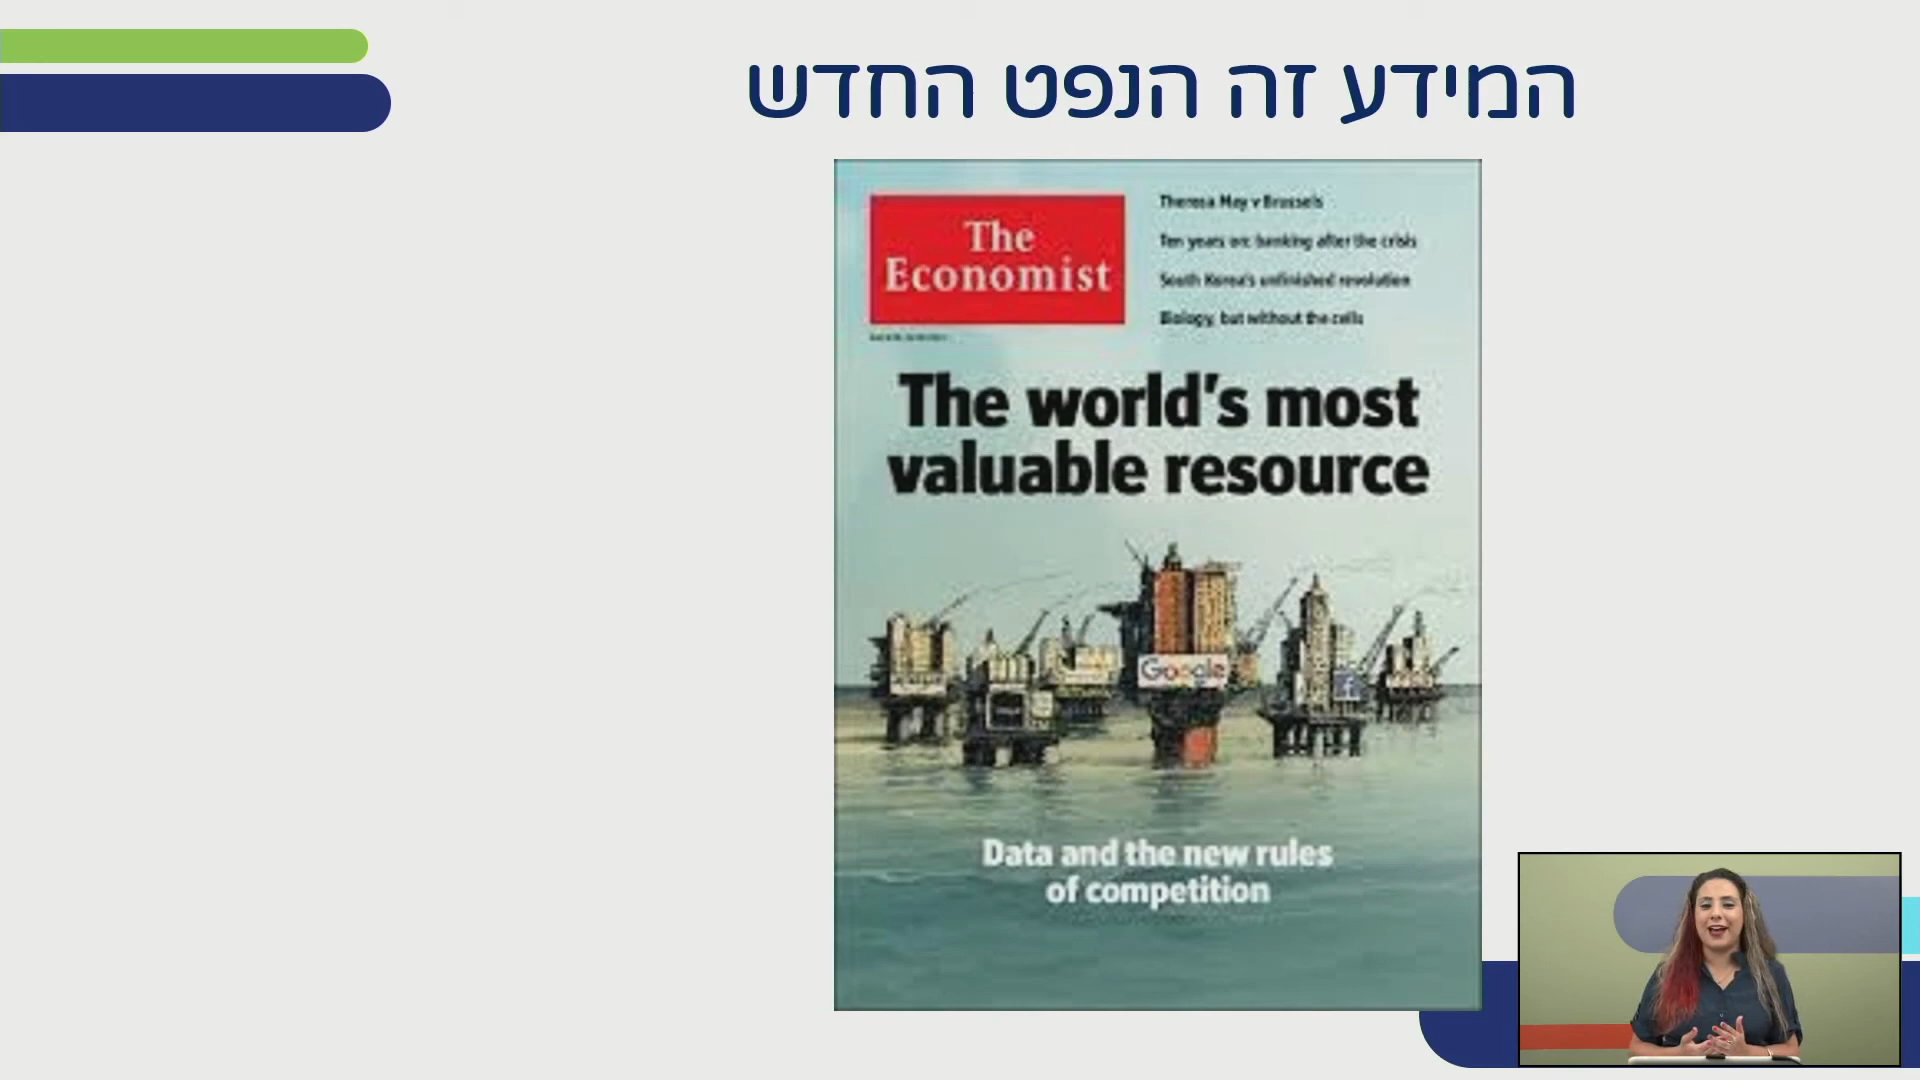 המידע זה הנפט החדש
The
Economist
Theresa May v Brussels
Ten years on: banking after the crisis
South Korea's unfinished revolution
Biology, but without the cells
The world's most
valuable resource
Google
Data and the new rules
of competition